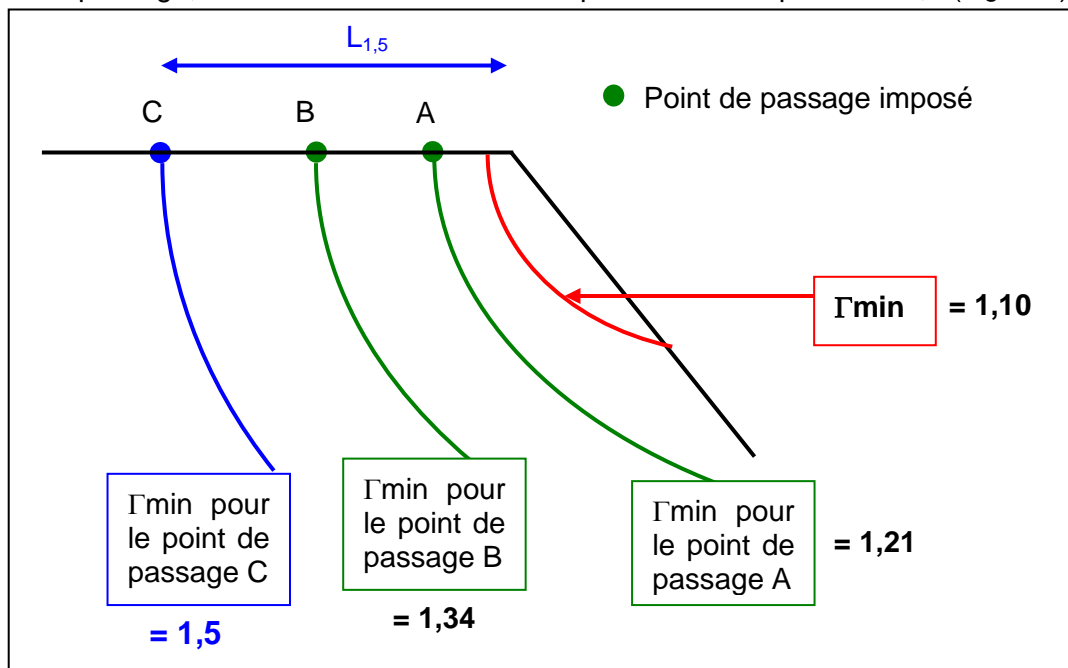 L1,5
C
B
A
Point de passage imposé
Γmin
= 1,10
Γmin pour
le point de
passage C
= 1,5
Γmin pour
le point de
passage B
= 1,34
Γmin pour
le point de
passage A
= 1,21